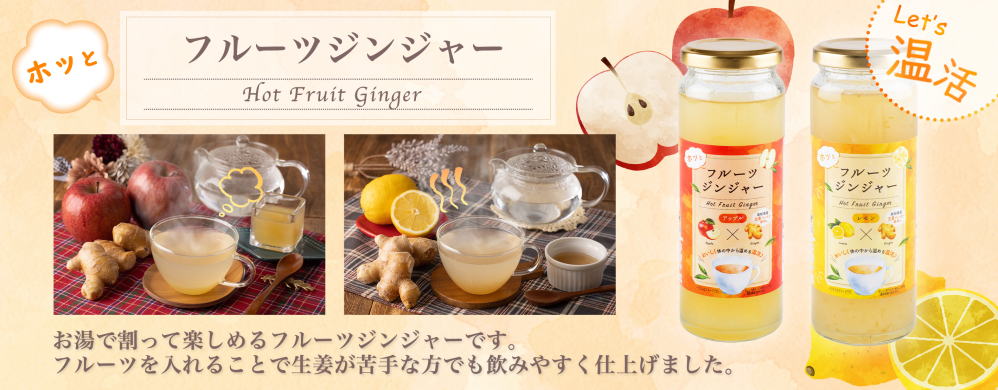 ホッと
フルーツジンジャー
Hot Fruit Ginger
Let's
温活
ホッと
フルーツ
ジンジャー
Hot Fruit Ginger
アップル
×
ホッと
フルーツ
ジンジャー
Hot Fruit Ginger
レモン
×
お湯で割って楽しめるフルーツジンジャーです。
フルーツを入れることで生姜が苦手な方でも飲みやすく仕上げました。